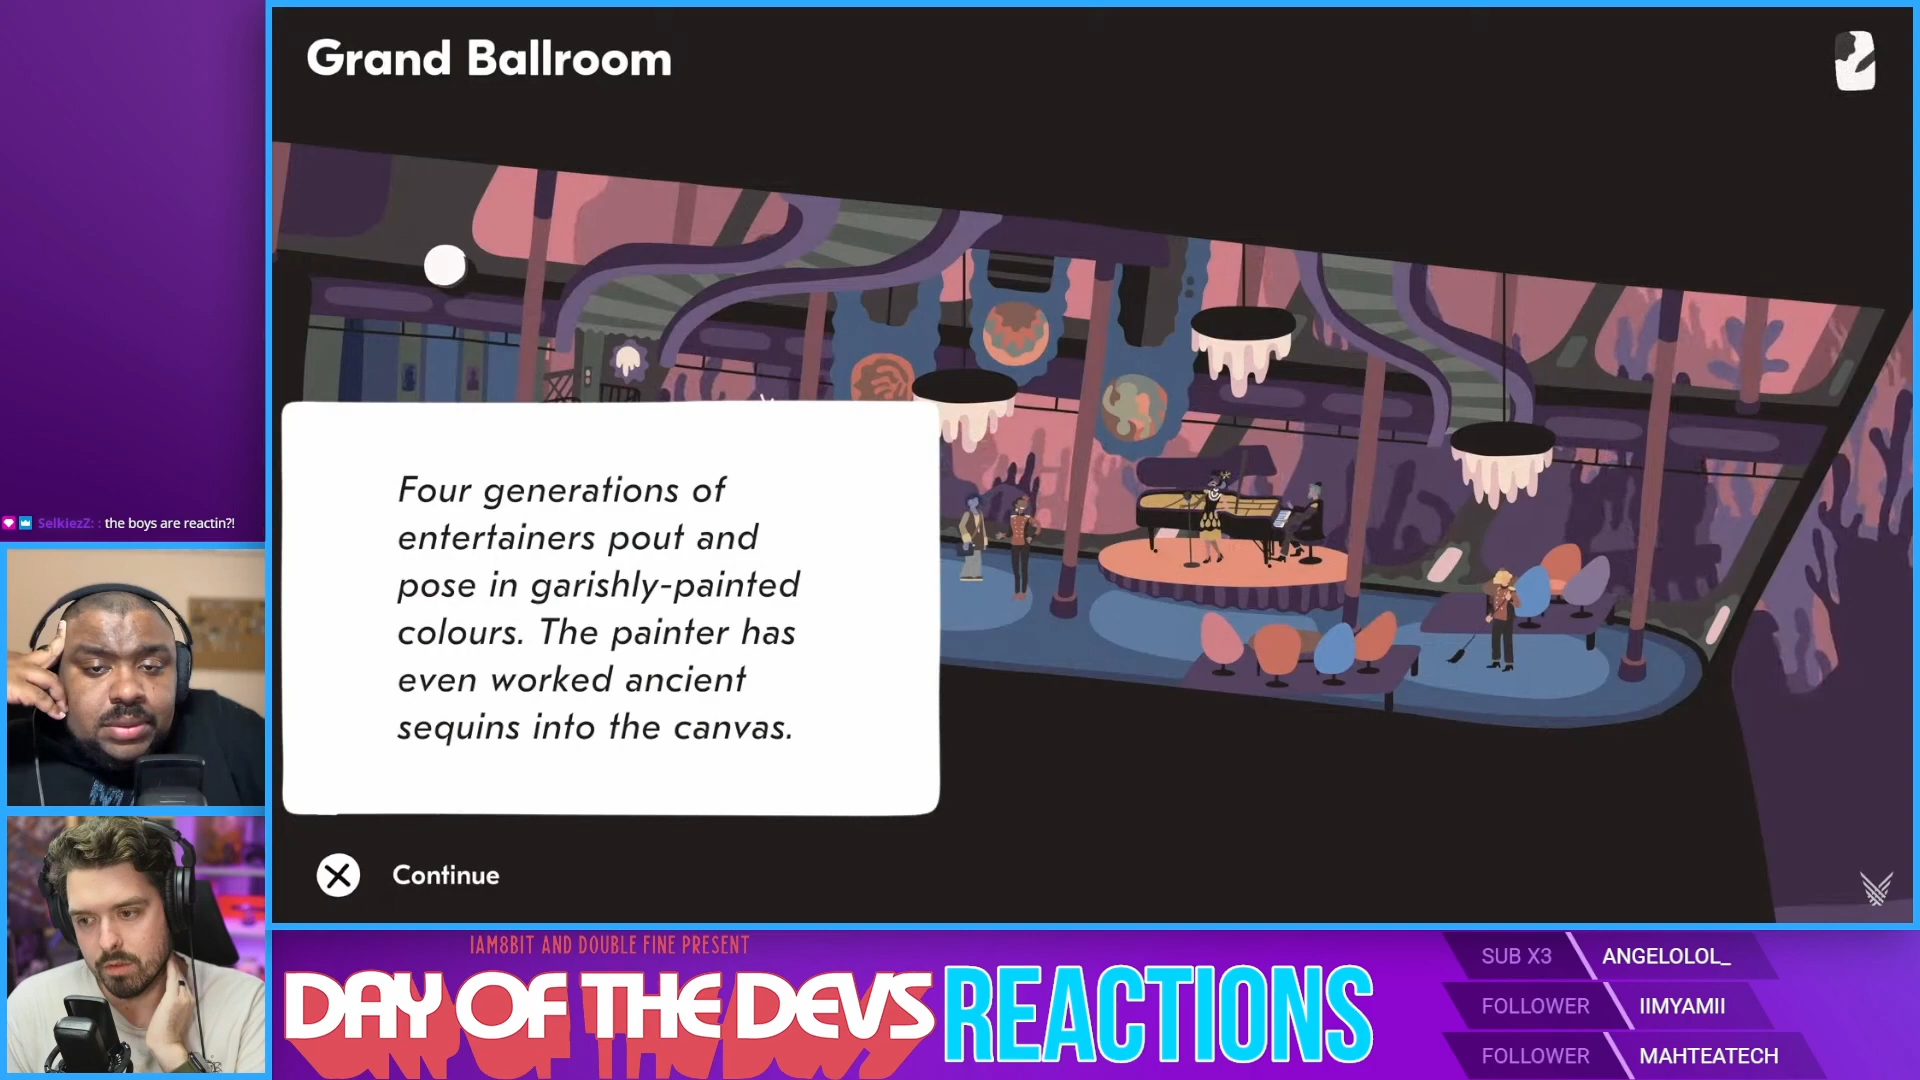 Grand Ballroom
SelkiezZ: : the boys are reactin?!
Four generations of
entertainers pout and
pose in garishly-painted
colours. The painter has
even worked ancient
sequins into the canvas.
Continue
IAM8BIT AND DOUBLE FINE PRESENT
DAY OF THE DEVS REACTIONS
SUB X3 ANGELOLOL_
FOLLOWER IIMYAMII
FOLLOWER MAHTEATECH